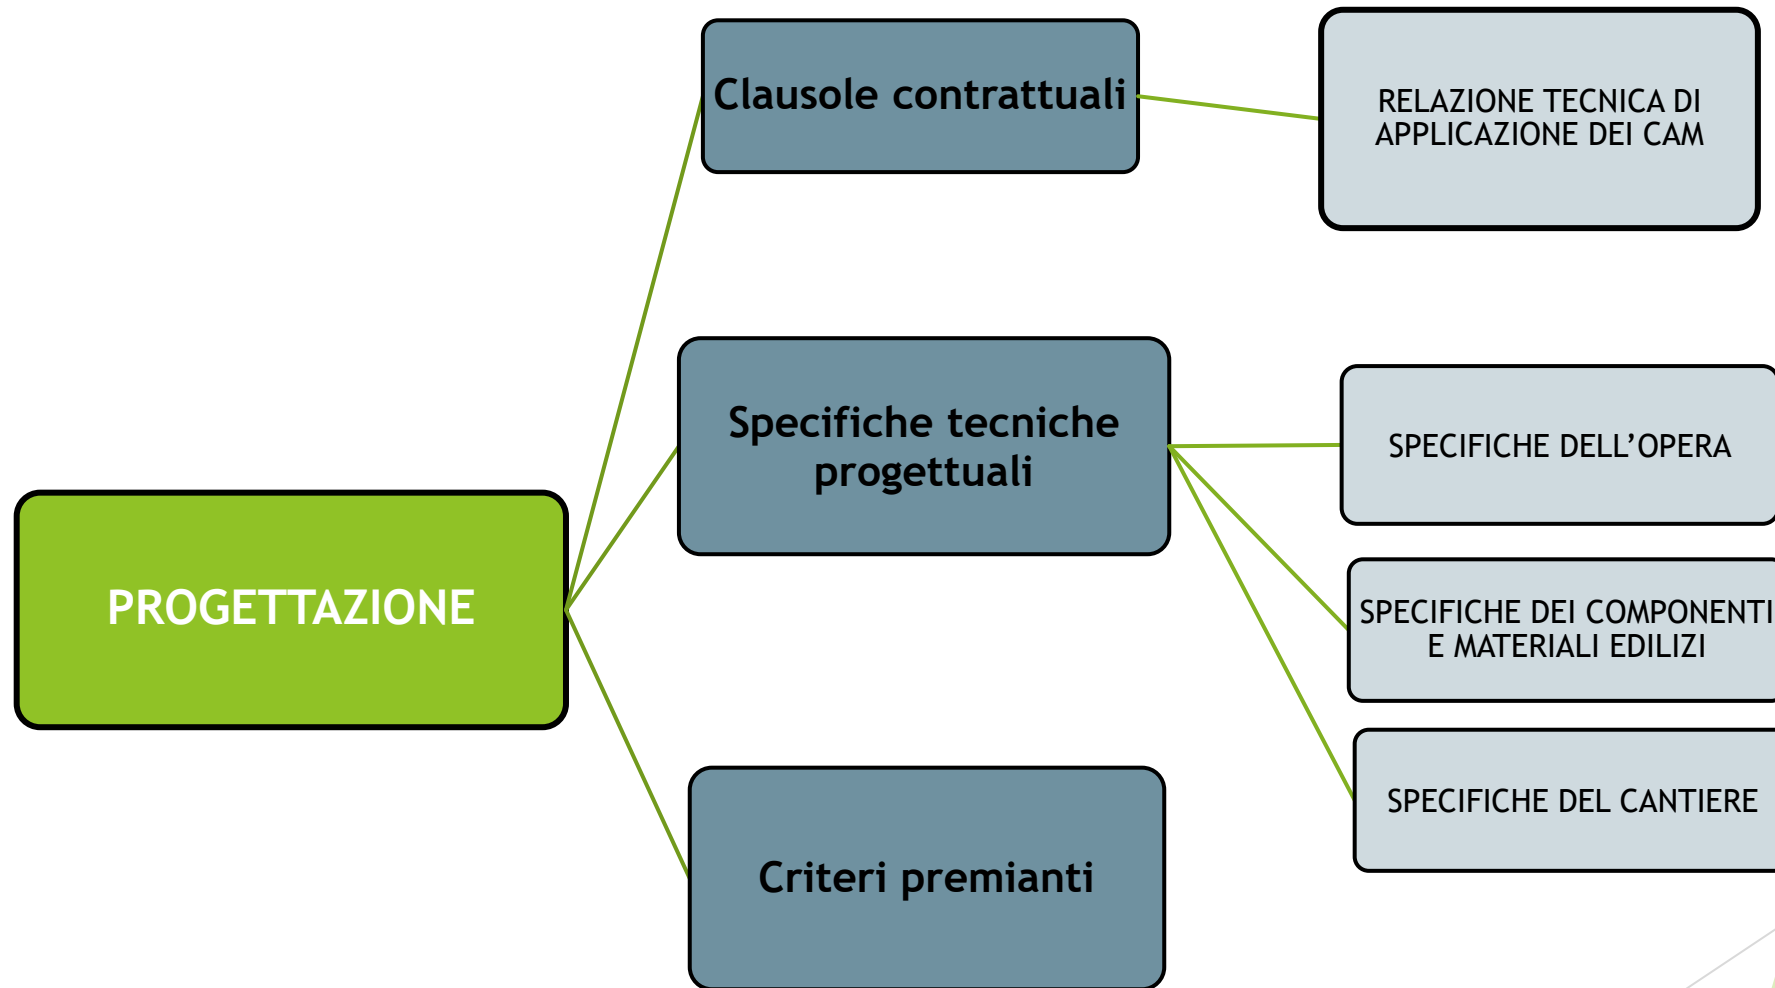 Clausole contrattuali
RELAZIONE TECNICA DI
APPLICAZIONE DEI CAM
PROGETTAZIONE
Specifiche tecniche
progettuali
SPECIFICHE DELL’OPERA
SPECIFICHE DEI COMPONENTI
E MATERIALI EDILIZI
SPECIFICHE DEL CANTIERE
Criteri premianti